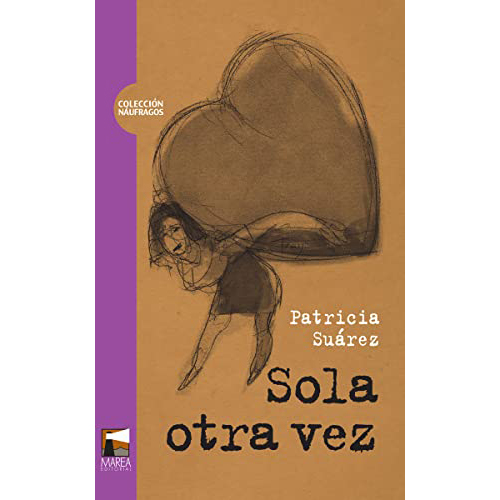 COLECCIÓN
NÁUFRAGOS
Patricia
Suárez
Sola
otra vez
MAREA
EDITORIAL